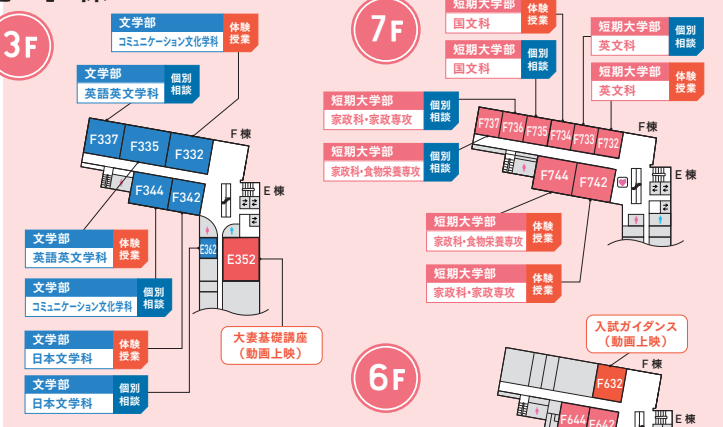 3F
文学部
コミュニケーション文化学科
体験
授業
文学部
英語英文学科
個別
相談
F337
F335
F332
F棟
F344
F342
E棟
E362
E352
文学部
英語英文学科
体験
授業
文学部
コミュニケーション文化学科
個別
相談
文学部
日本文学科
体験
授業
文学部
日本文学科
個別
相談
大妻基礎講座
(動画上映)
7F
短期大学部
国文科
体験
授業
短期大学部
国文科
個別
相談
短期大学部
英文科
個別
相談
短期大学部
英文科
体験
授業
短期大学部
家政科・家政専攻
個別
相談
短期大学部
家政科・食物栄養専攻
個別
相談
F737
F736
F735
F734
F733
F732
F棟
F744
F742
E棟
短期大学部
家政科・食物栄養専攻
体験
授業
短期大学部
家政科・家政専攻
体験
授業
6F
入試ガイダンス
(動画上映)
F棟
F632
F644
F642
E棟